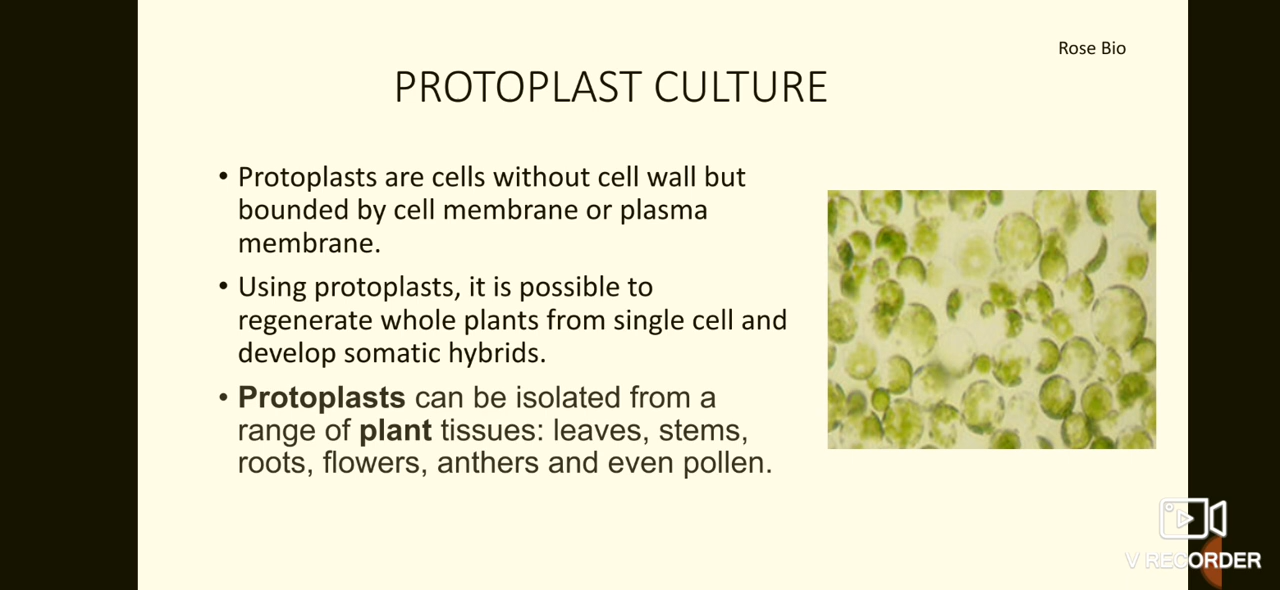 Rose Bio
PROTOPLAST CULTURE
• Protoplasts are cells without cell wall but
bounded by cell membrane or plasma
membrane.
• Using protoplasts, it is possible to
regenerate whole plants from single cell and
develop somatic hybrids.
• Protoplasts can be isolated from a
range of plant tissues: leaves, stems,
roots, flowers, anthers and even pollen.
V RECORDER